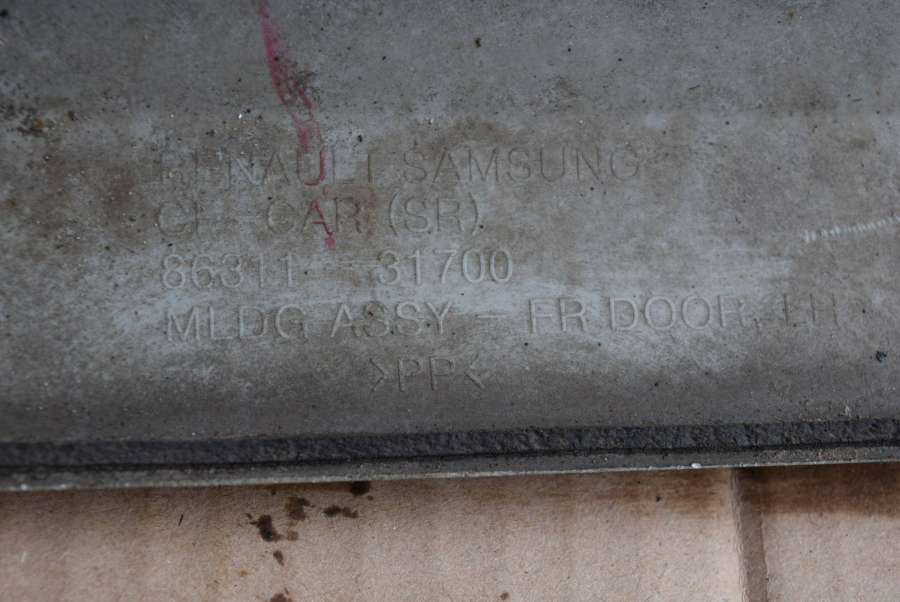 RENAULT SAMSUNG
CH-CAR (SR)
86311-31700
MLDG ASSY - FR DOOR, LH
>PP<